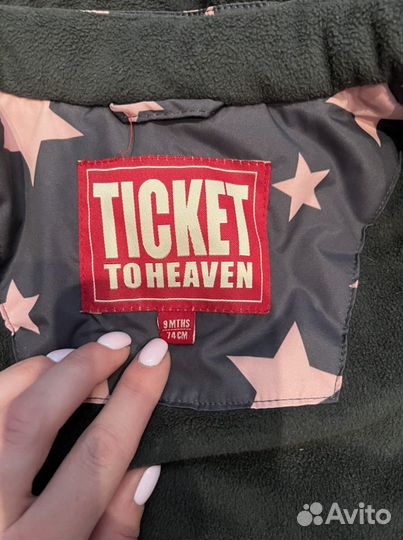 TICKET
TO HEAVEN
9 MTHS
74 CM
Avito